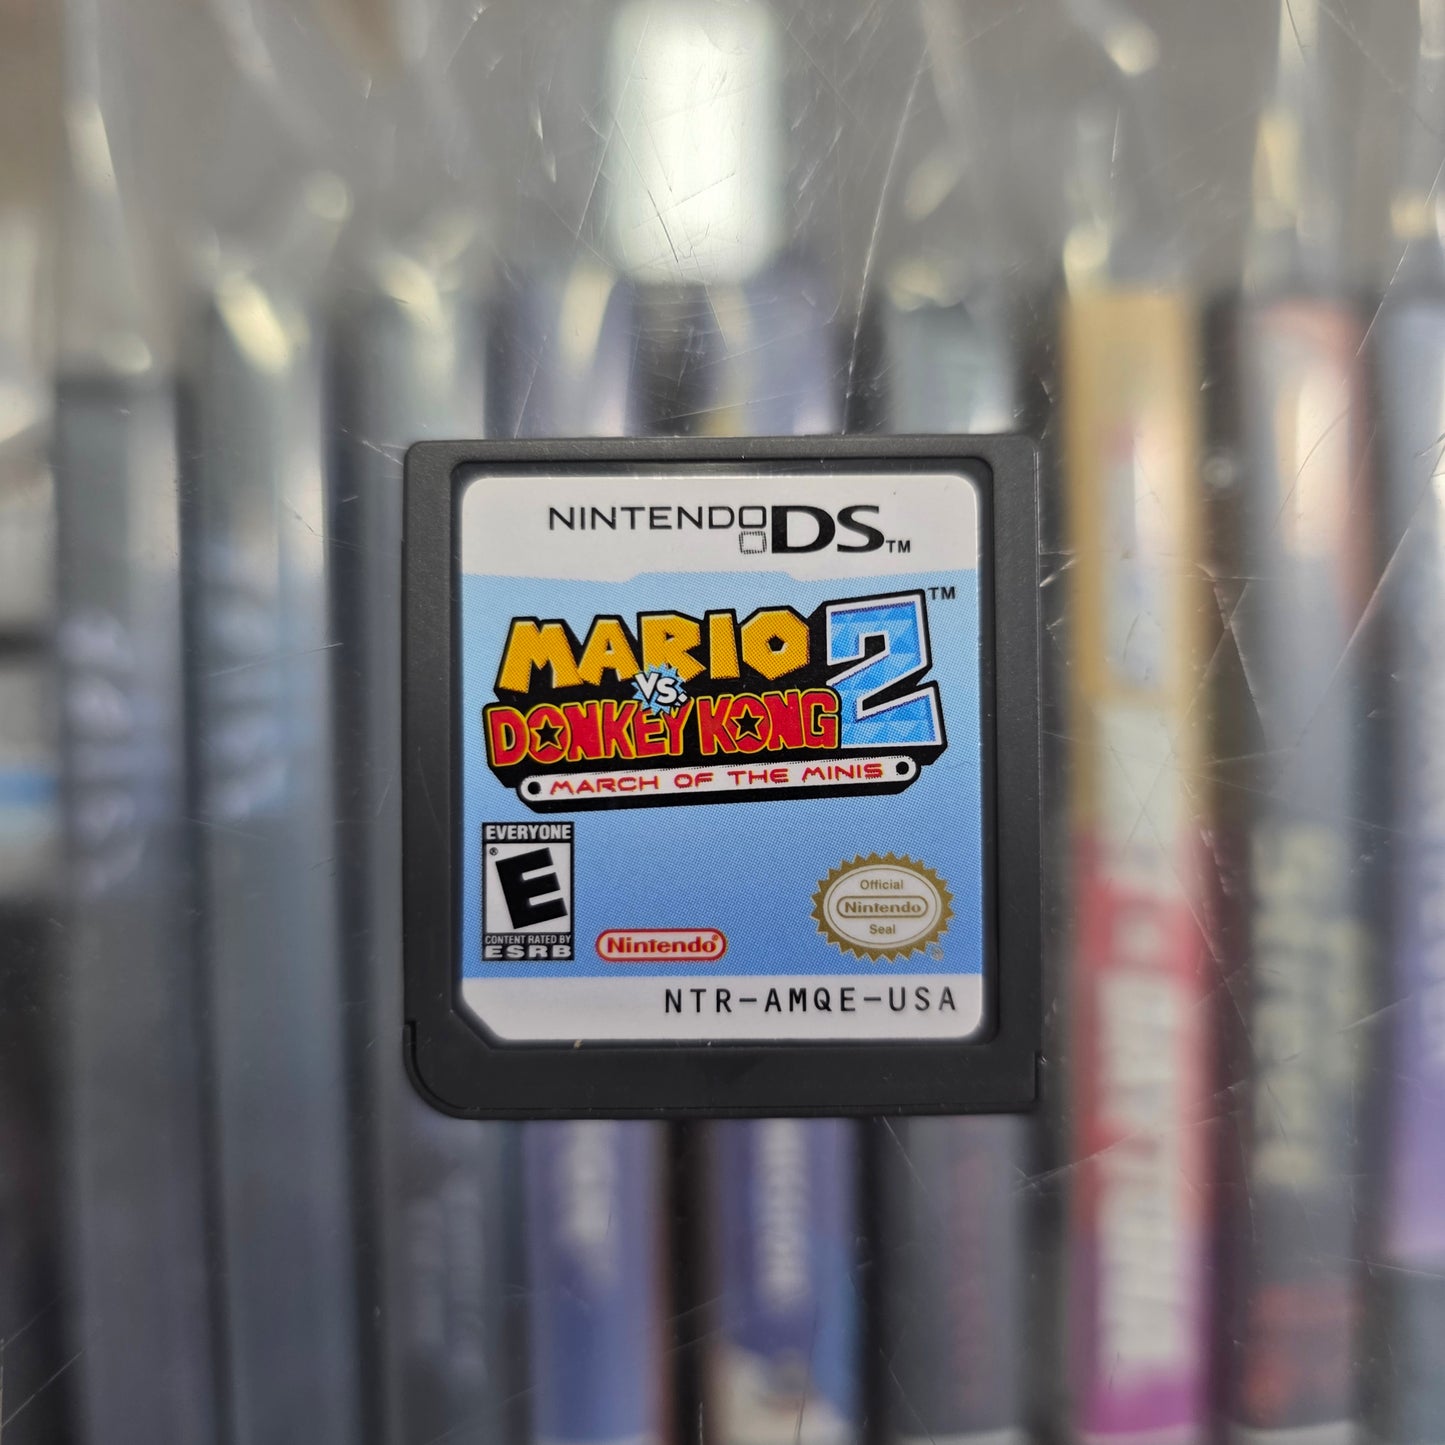 NINTENDO DS™
MARIO
VS.
DONKEY KONG 2™
MARCH OF THE MINIS
EVERYONE
E®
CONTENT RATED BY
ESRB
Nintendo®
Official
Nintendo
Seal
NTR-AMQE-USA